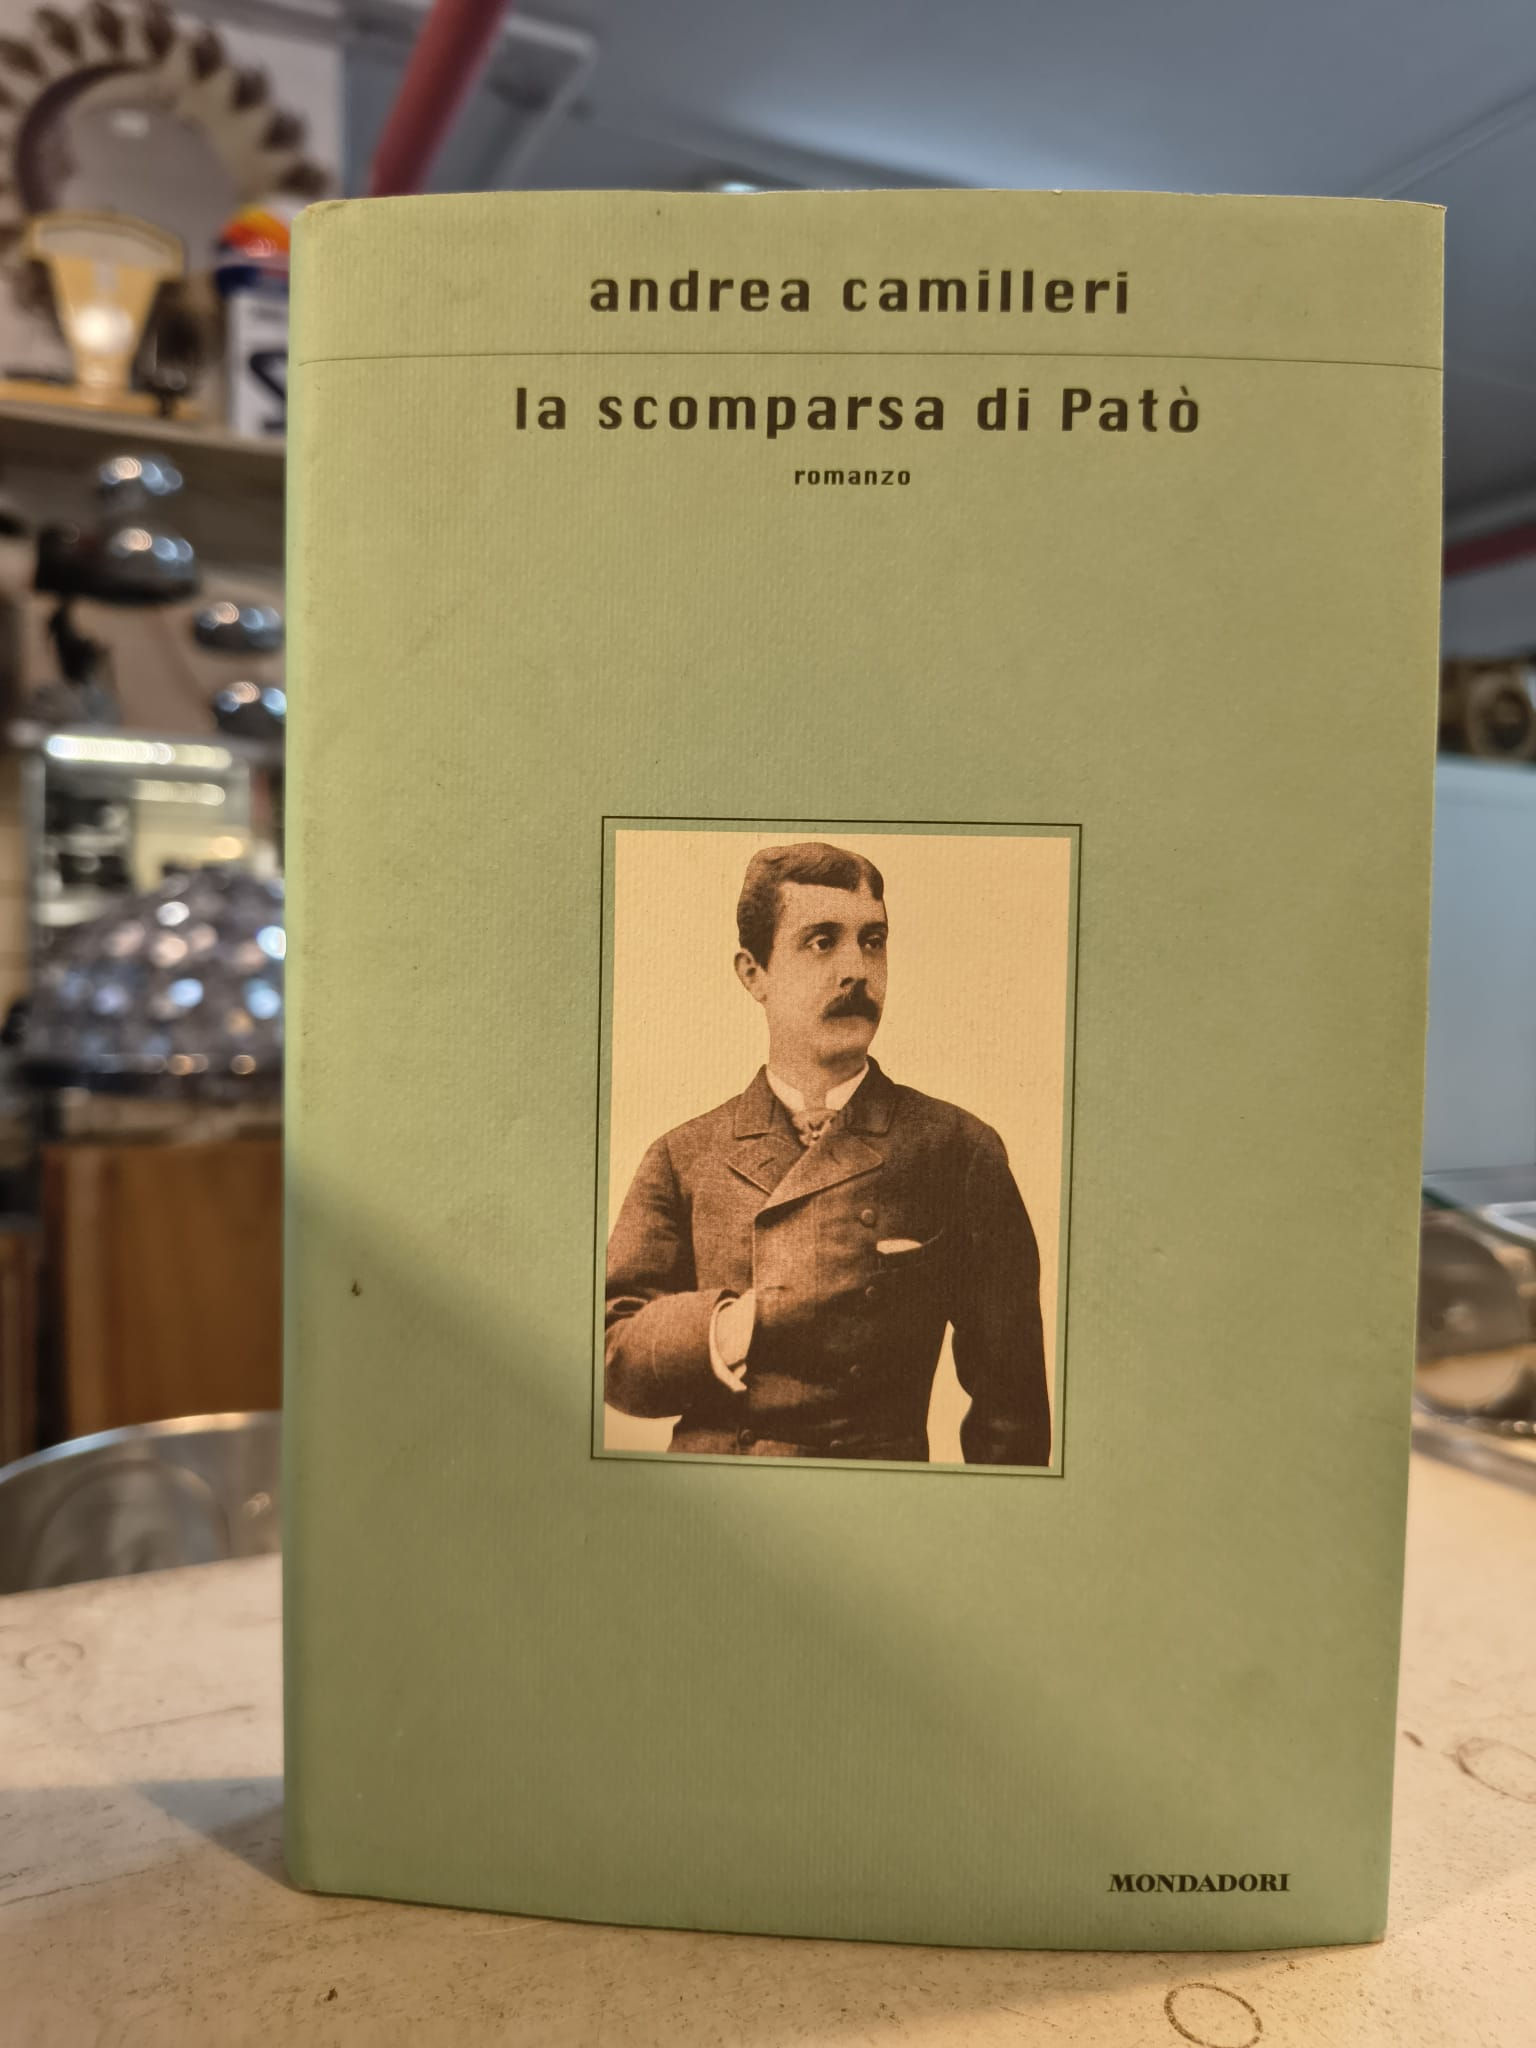 andrea camilleri
la scomparsa di Patò
romanzo
MONDADORI